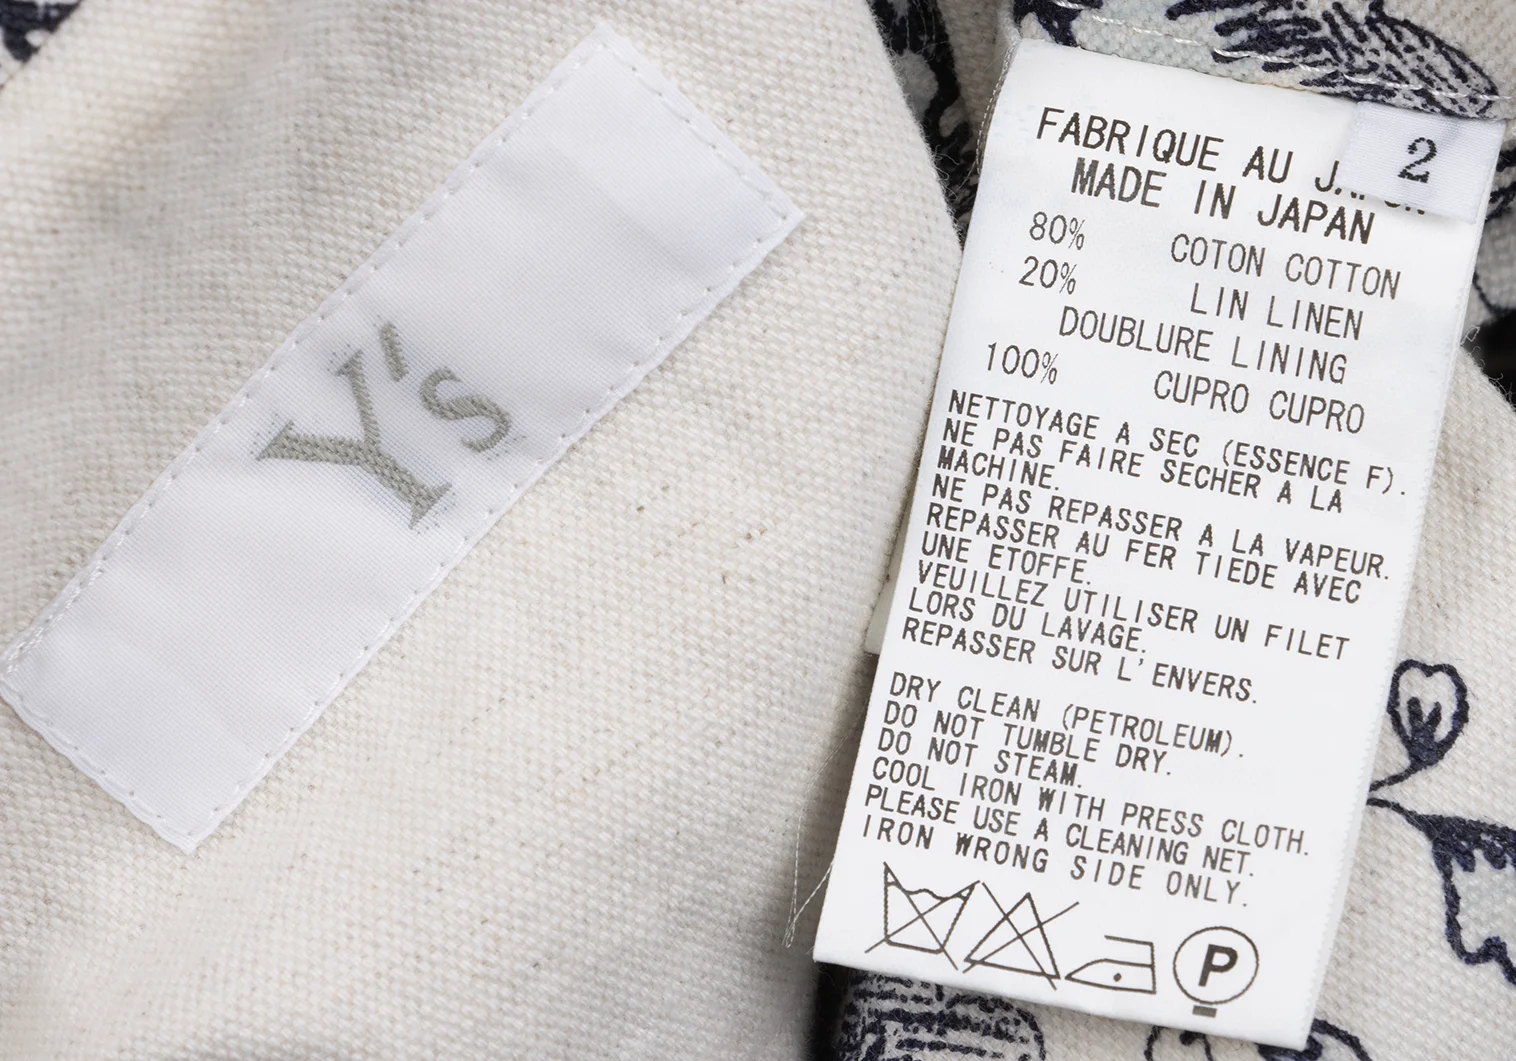 Y's
2
FABRIQUE AU
MADE IN JAPAN
80% COTON COTTON
20% LIN LINEN
DOUBLURE LINING
100% CUPRO CUPRO
NETTOYAGE A SEC (ESSENCE F).
NE PAS FAIRE SECHER A LA
MACHINE.
NE PAS REPASSER A LA VAPEUR.
REPASSER AU FER TIEDE AVEC
UNE ETOFFE.
VEUILLEZ UTILISER UN FILET
LORS DU LAVAGE.
REPASSER SUR L'ENVERS.
DRY CLEAN (PETROLEUM).
DO NOT TUMBLE DRY.
DO NOT STEAM.
COOL IRON WITH PRESS CLOTH.
PLEASE USE A CLEANING NET.
IRON WRONG SIDE ONLY.
P